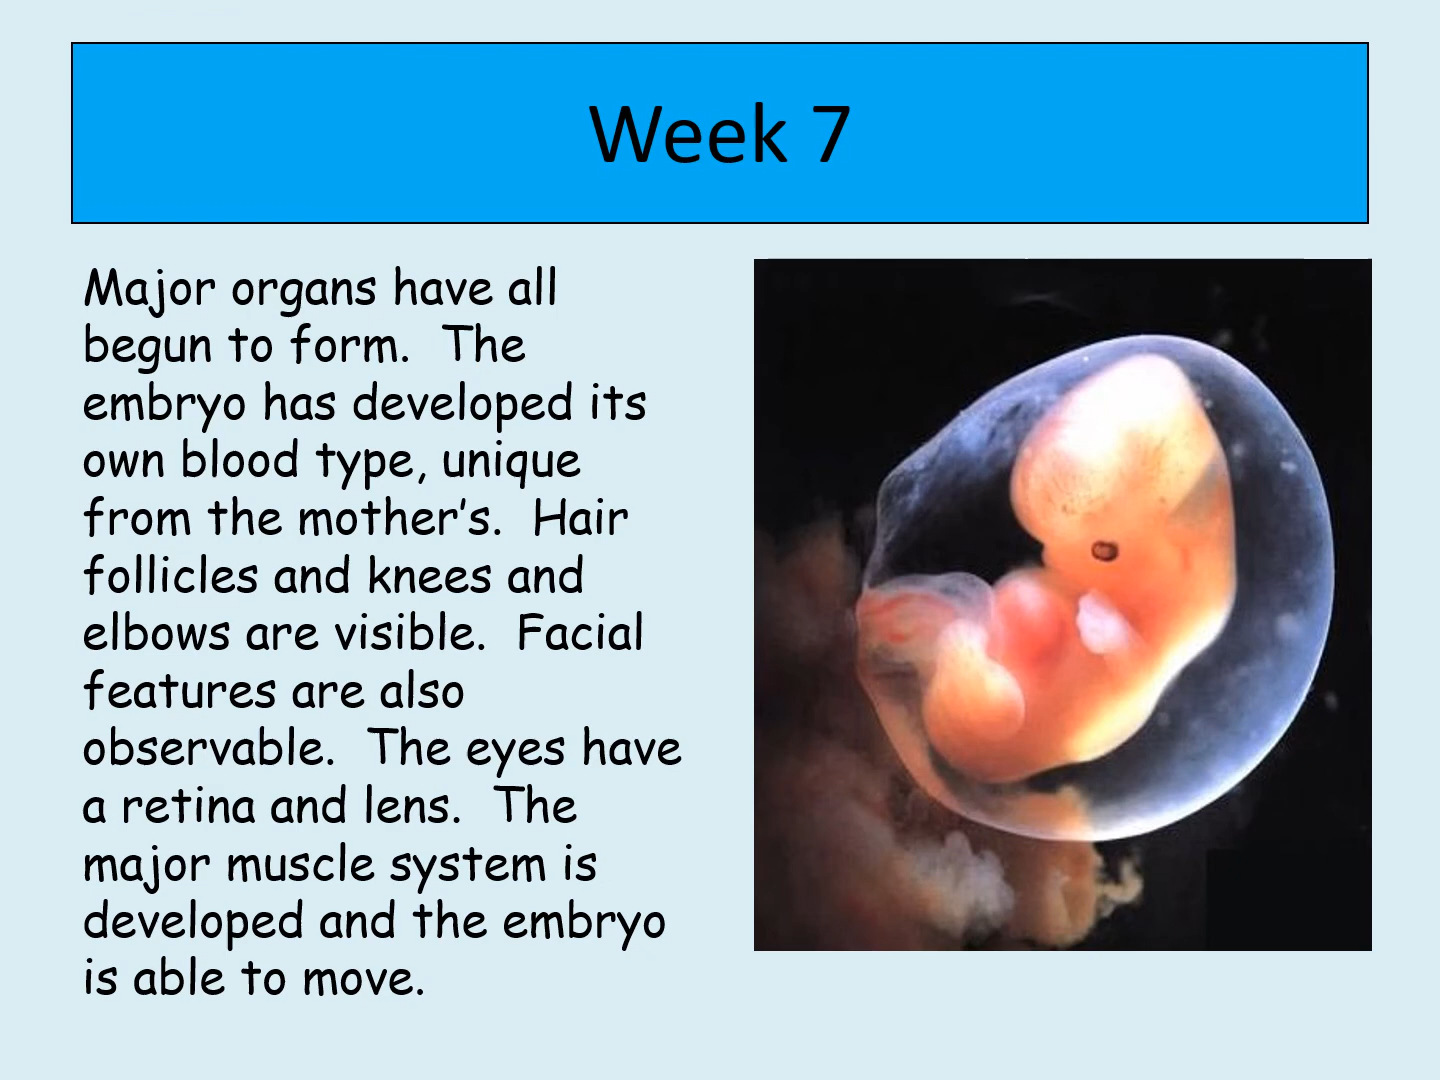 Week 7
Major organs have all
begun to form.  The
embryo has developed its
own blood type, unique
from the mother’s.  Hair
follicles and knees and
elbows are visible.  Facial
features are also
observable.  The eyes have
a retina and lens.  The
major muscle system is
developed and the embryo
is able to move.